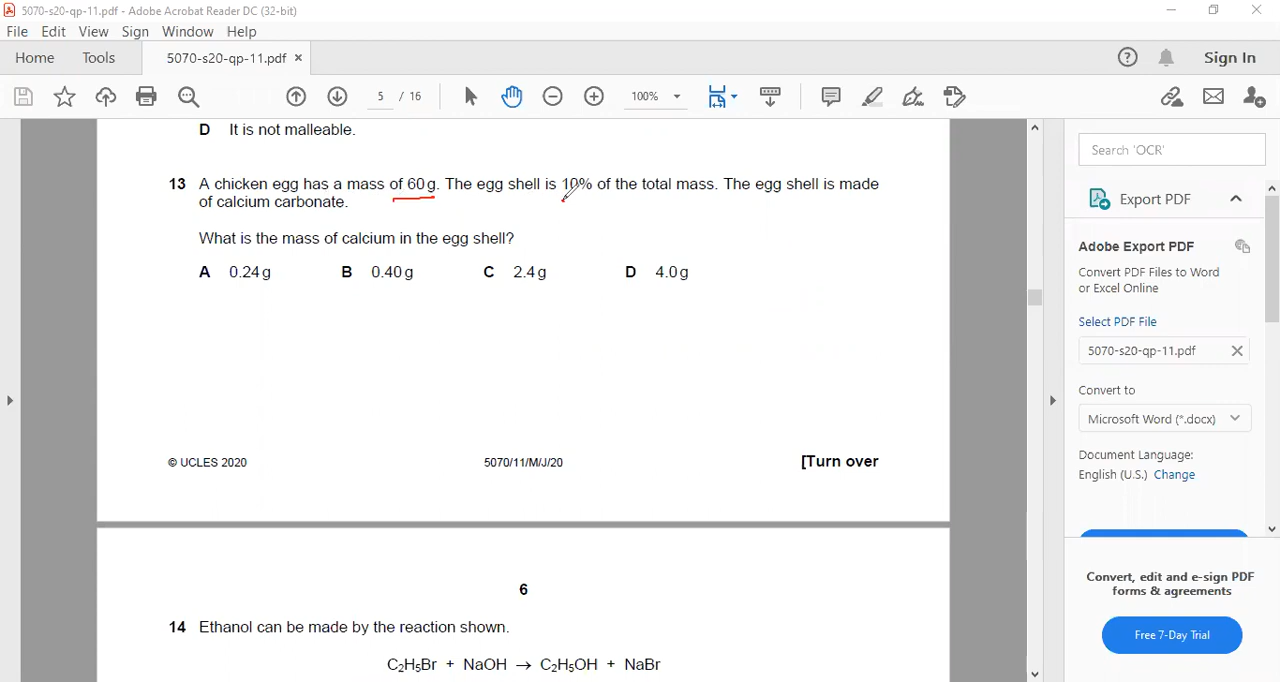 5070-s20-qp-11.pdf - Adobe Acrobat Reader DC (32-bit)
File Edit View Sign Window Help
Home Tools 5070-s20-qp-11.pdf × Sign In
5 / 16 100%
D It is not malleable.
13 A chicken egg has a mass of 60 g. The egg shell is 10% of the total mass. The egg shell is made
of calcium carbonate.
What is the mass of calcium in the egg shell?
A 0.24 g B 0.40 g C 2.4 g D 4.0 g
© UCLES 2020 5070/11/M/J/20 [Turn over
6
14 Ethanol can be made by the reaction shown.
C₂H₅Br + NaOH → C₂H₅OH + NaBr
Search 'OCR'
Export PDF
Adobe Export PDF
Convert PDF Files to Word
or Excel Online
Select PDF File
5070-s20-qp-11.pdf
Convert to
Microsoft Word (*.docx)
Document Language:
English (U.S.) Change
Convert, edit and e-sign PDF
forms & agreements
Free 7-Day Trial